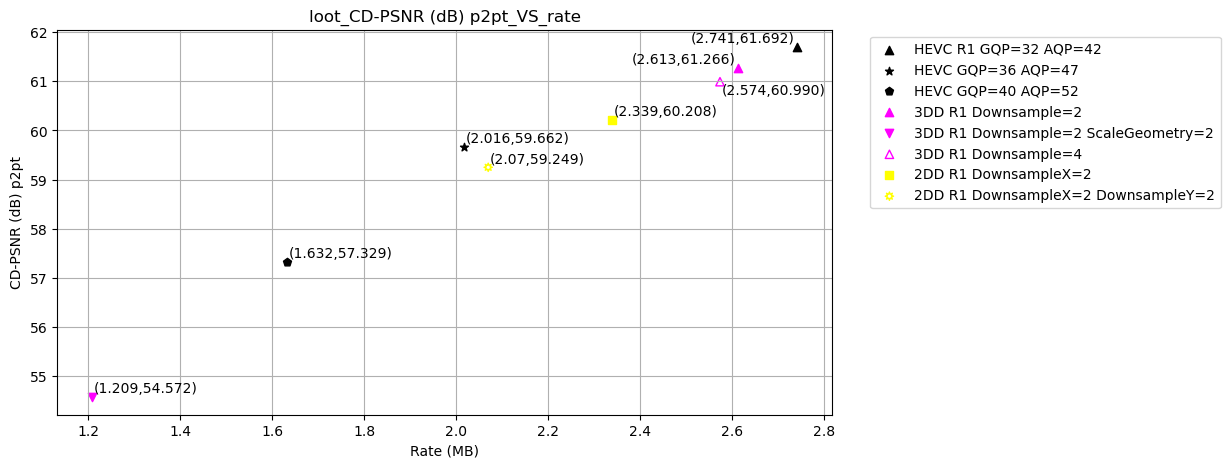 loot_CD-PSNR (dB) p2pt_VS_rate
62
61
60
59
58
57
56
55
CD-PSNR (dB) p2pt
(2.741,61.692)
(2.613,61.266)
(2.574,60.990)
(2.339,60.208)
(2.016,59.662)
(2.07,59.249)
(1.632,57.329)
(1.209,54.572)
1.2
1.4
1.6
1.8
2.0
2.2
2.4
2.6
2.8
Rate (MB)
HEVC R1 GQP=32 AQP=42
HEVC GQP=36 AQP=47
HEVC GQP=40 AQP=52
3DD R1 Downsample=2
3DD R1 Downsample=2 ScaleGeometry=2
3DD R1 Downsample=4
2DD R1 DownsampleX=2
2DD R1 DownsampleX=2 DownsampleY=2